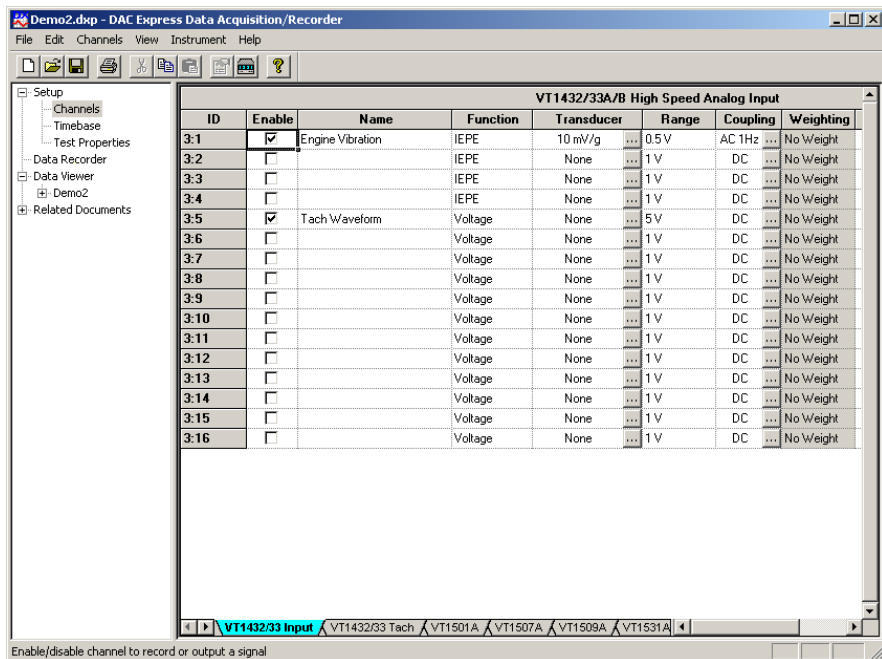 Demo2.dxp - DAC Express Data Acquisition/Recorder
File Edit Channels View Instrument Help
Setup
Channels
Timebase
Test Properties
Data Recorder
Data Viewer
Demo2
Related Documents
VT1432/33A/B High Speed Analog Input
ID Enable Name Function Transducer Range Coupling Weighting
3:1 Engine Vibration IEPE 10 mV/g ... 0.5 V AC 1Hz ... No Weight
3:2 IEPE None ... 1 V DC ... No Weight
3:3 IEPE None ... 1 V DC ... No Weight
3:4 IEPE None ... 1 V DC ... No Weight
3:5 Tach Waveform Voltage None ... 5 V DC ... No Weight
3:6 Voltage None ... 1 V DC ... No Weight
3:7 Voltage None ... 1 V DC ... No Weight
3:8 Voltage None ... 1 V DC ... No Weight
3:9 Voltage None ... 1 V DC ... No Weight
3:10 Voltage None ... 1 V DC ... No Weight
3:11 Voltage None ... 1 V DC ... No Weight
3:12 Voltage None ... 1 V DC ... No Weight
3:13 Voltage None ... 1 V DC ... No Weight
3:14 Voltage None ... 1 V DC ... No Weight
3:15 Voltage None ... 1 V DC ... No Weight
3:16 Voltage None ... 1 V DC ... No Weight
VT1432/33 Input VT1432/33 Tach VT1501A VT1507A VT1509A VT1531A
Enable/disable channel to record or output a signal